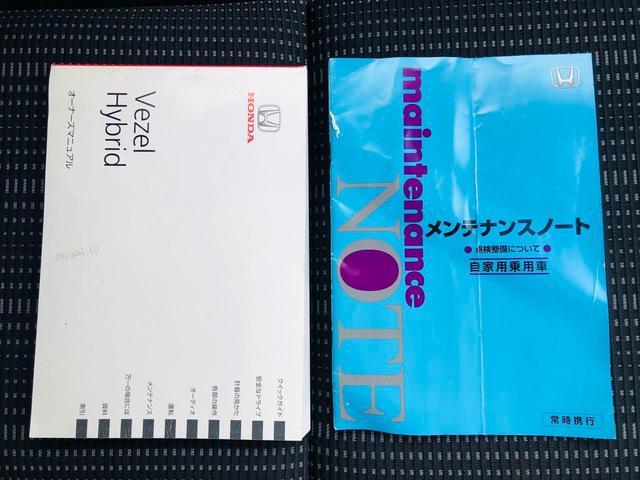 HONDA
Vezel
Hybrid
オーナーズマニュアル
クイックガイド
安全なドライブ
計器の見かた
各部の操作
オーディオ
運転
メンテナンス
万一の場合には
資料
索引
maintenance
NOTE
メンテナンスノート
●点検整備について●
自家用乗用車
常時携行